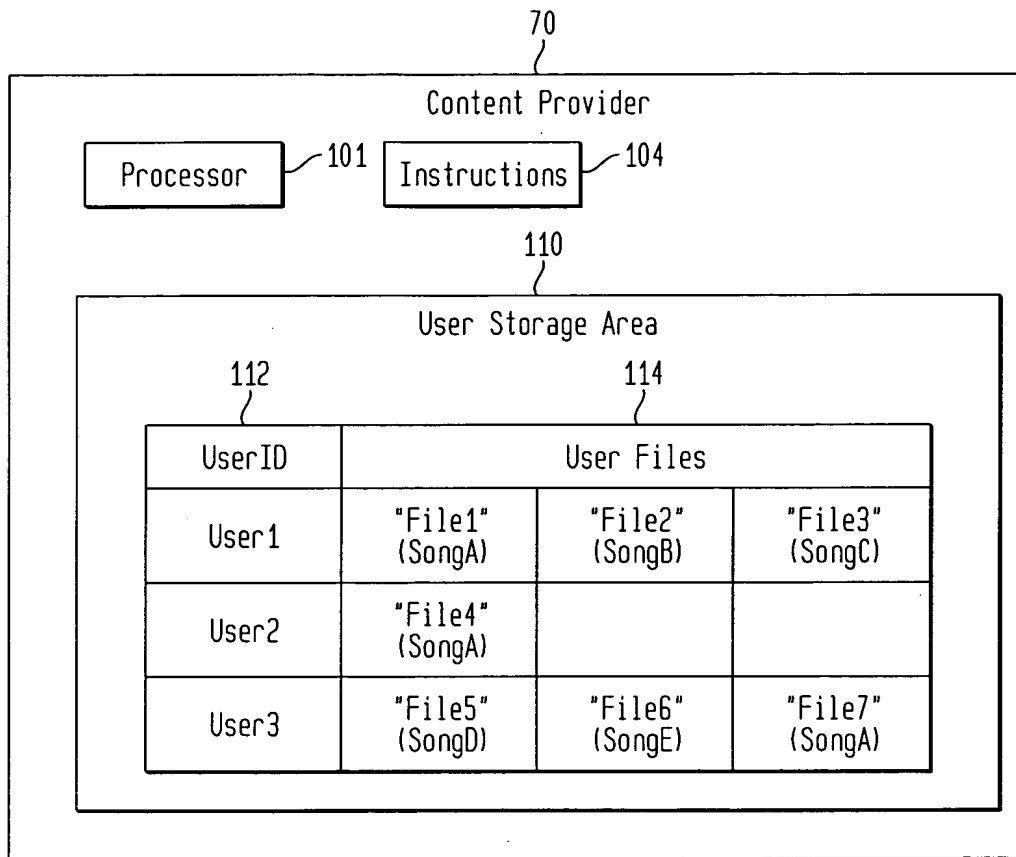 70
Content Provider
Processor
101
Instructions
104
110
User Storage Area
112
114
UserID
User Files
User1
"File1"
(SongA)
"File2"
(SongB)
"File3"
(SongC)
User2
"File4"
(SongA)
User3
"File5"
(SongD)
"File6"
(SongE)
"File7"
(SongA)